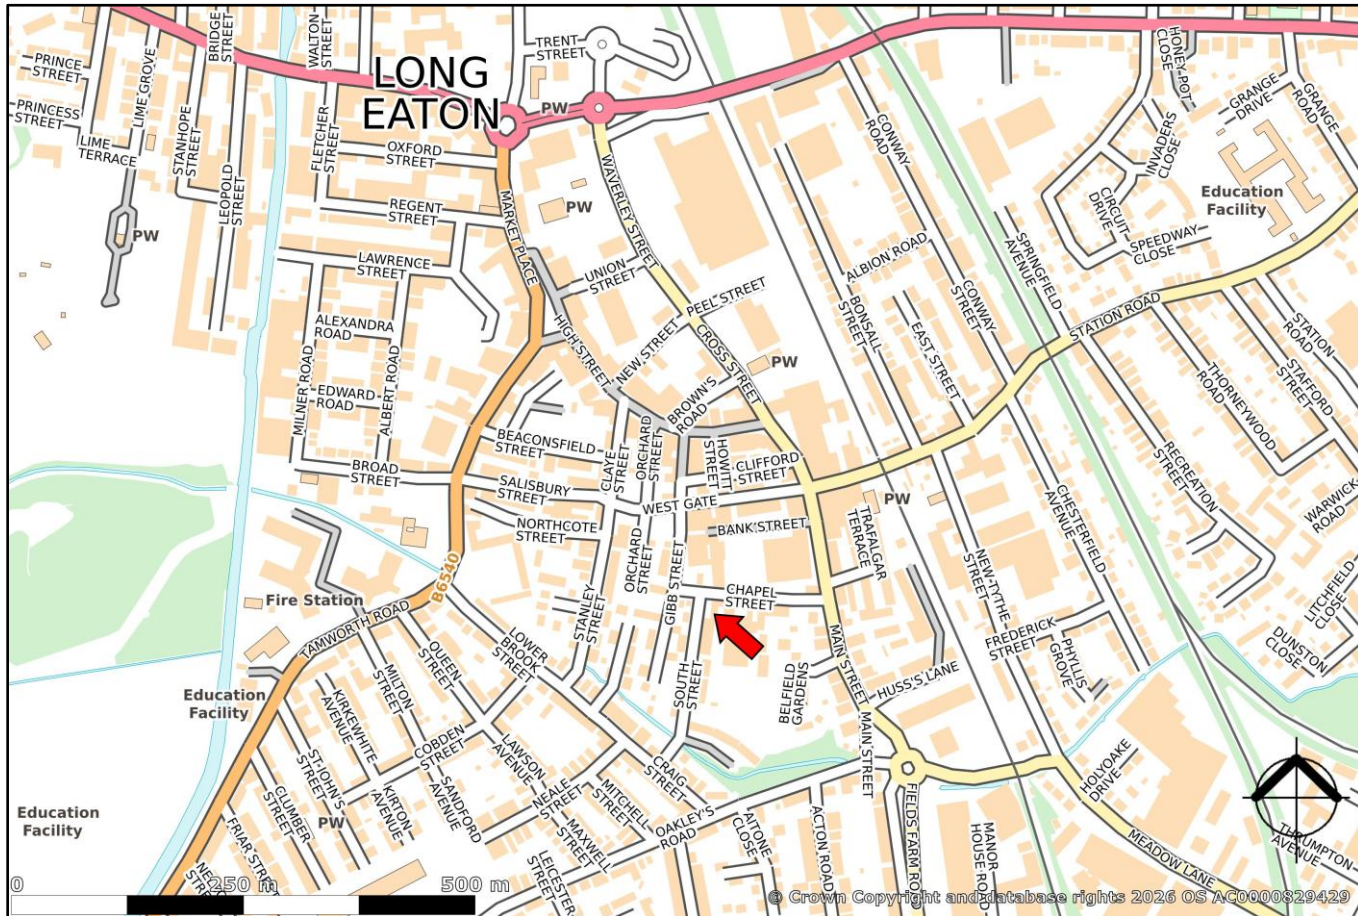 LONG
EATON
PRINCE
STREET
PRINCESS
STREET
LIME GROVE
LIME
TERRACE
STANHOPE
STREET
BRIDGE
STREET
LEOPOLD
STREET
WALTON
STREET
FLETCHER
STREET
PW
TRENT
STREET
PW
OXFORD
STREET
REGENT
STREET
MARKET PLACE
PW
WAVERLEY STREET
UNION
STREET
LAWRENCE
STREET
ALEXANDRA
ROAD
EDWARD
ROAD
MILNER ROAD
ALBERT ROAD
BROAD
STREET
HIGH STREET
NEW STREET
PEEL STREET
CROSS STREET
PW
BROWN'S
ROAD
BEACONSFIELD
STREET
CLAYE
STREET
ORCHARD
STREET
HOWITT
STREET
CLIFFORD
STREET
SALISBURY
STREET
WEST GATE
NORTHCOTE
STREET
BANK STREET
ORCHARD
STREET
GIBB STREET
STANLEY
STREET
CHAPEL
STREET
TRAFALGAR
TERRACE
PW
CONWAY
ROAD
ALBION ROAD
BONSALL
STREET
EAST STREET
CONWAY
STREET
SPRINGFIELD
AVENUE
STATION ROAD
HONEY POT
CLOSE
INVADERS
CLOSE
CIRCUIT
DRIVE
SPEEDWAY
CLOSE
GRANGE
DRIVE
GRANGE
ROAD
Education
Facility
STATION
ROAD
STAFFORD
STREET
THORNEYWOOD
ROAD
RECREATION
STREET
WARWICK
ROAD
LITCHFIELD
CLOSE
DUNSTON
CLOSE
CHESTERFIELD
AVENUE
NEW TYTHE
STREET
FREDERICK
STREET
PHYLLIS
GROVE
B6540
Fire Station
TAMWORTH ROAD
LOWER
BROOK
STREET
QUEEN
STREET
MILTON
STREET
KIRKEWHITE
AVENUE
Education
Facility
COBDEN
STREET
LAWSON
AVENUE
SOUTH
STREET
BELFIELD
GARDENS
MAIN STREET
HUSS'S LANE
MAIN STREET
CRAIG
STREET
NEALE
STREET
MITCHELL
STREET
MAXWELL
STREET
OAKLEY'S
ROAD
SANDFORD
AVENUE
KIRTON
AVENUE
ST JOHN'S
STREET
PW
CLUMBER
STREET
FRIAR STREET
Education
Facility
LEICESTER
STREET
AITONE
CLOSE
ACTON ROAD
FIELDS FARM ROAD
MANOR
HOUSE ROAD
HOLYOAKE
DRIVE
MEADOW LANE
THRUMPTON
AVENUE
0
250 m
500 m
© Crown Copyright and database rights 2026 OS AC0000829429